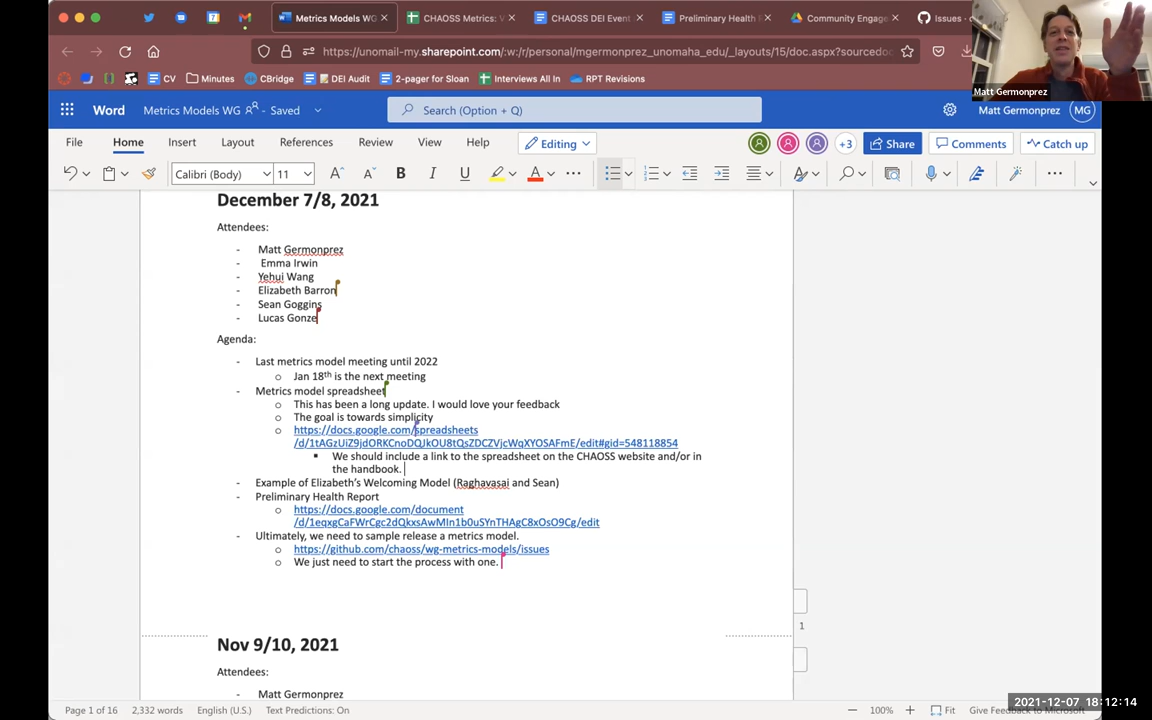 Metrics Models WG
CHAOSS Metrics: V
CHAOSS DEI Event
Preliminary Health
Community Engage
Issues · c
https://unomail-my.sharepoint.com/:w:/r/personal/mgermonprez_unomaha_edu/_layouts/15/doc.aspx?sourcedoc
CV
Minutes
CBridge
DEI Audit
2-pager for Sloan
Interviews All In
RPT Revisions
Matt Germonprez
Word
Metrics Models WG - Saved
Search (Option + Q)
Matt Germonprez
MG
File
Home
Insert
Layout
References
Review
View
Help
Editing
+3
Share
Comments
Catch up
Calibri (Body)
11
December 7/8, 2021
Attendees:
- Matt Germonprez
- Emma Irwin
- Yehui Wang
- Elizabeth Barron
- Sean Goggins
- Lucas Gonze
Agenda:
- Last metrics model meeting until 2022
o Jan 18th is the next meeting
- Metrics model spreadsheet
o This has been a long update. I would love your feedback
o The goal is towards simplicity
o https://docs.google.com/spreadsheets
/d/1tAGzUiZ9jdORKCnoDQJkOU8tQsZDCZVjcWqXYOSAFmE/edit#gid=548118854
▪ We should include a link to the spreadsheet on the CHAOSS website and/or in
the handbook.
- Example of Elizabeth's Welcoming Model (Raghavasai and Sean)
- Preliminary Health Report
o https://docs.google.com/document
/d/1eqxgCaFWrCgc2dQkxsAwMIn1b0uSYnTHAgC8xOsO9Cg/edit
- Ultimately, we need to sample release a metrics model.
o https://github.com/chaoss/wg-metrics-models/issues
o We just need to start the process with one.
1
Nov 9/10, 2021
Attendees:
- Matt Germonprez
Page 1 of 16
2,332 words
English (U.S.)
Text Predictions: On
100%
Fit
Give Feedback to Microsoft
2021-12-07 18:12:14